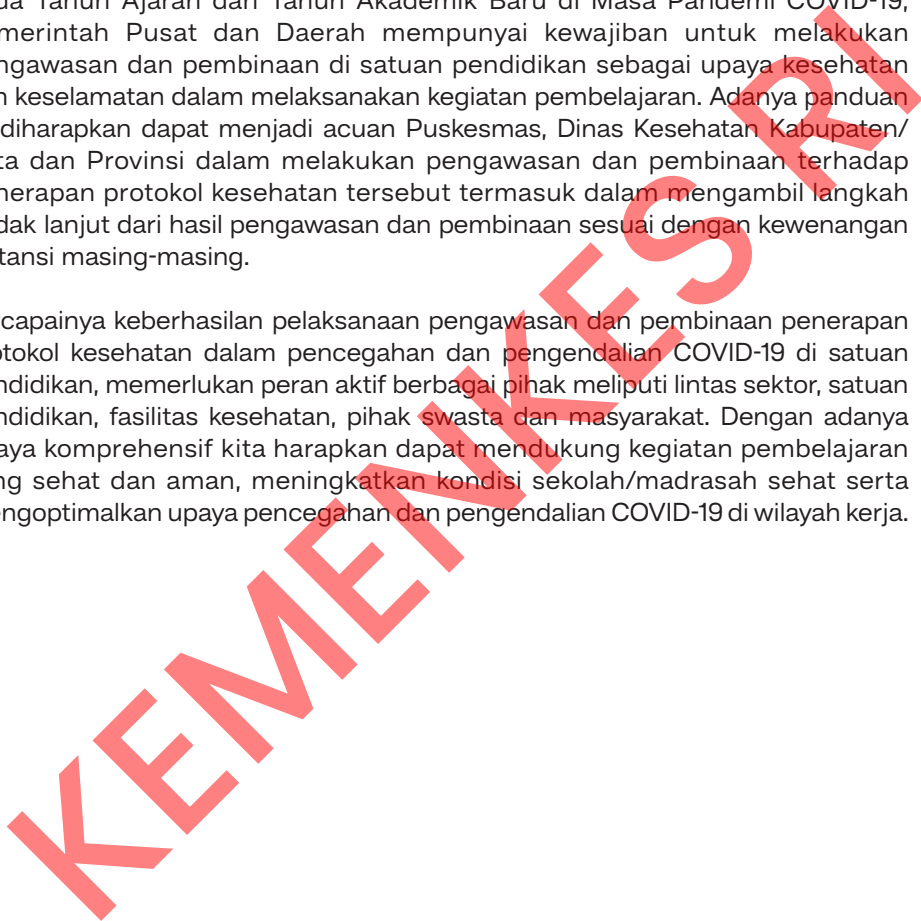 da Tahun Ajaran dan Tahun Akademik Baru di Masa Pandemi COVID-19,
merintah Pusat dan Daerah mempunyai kewajiban untuk melakukan
ngawasan dan pembinaan di satuan pendidikan sebagai upaya kesehatan
n keselamatan dalam melaksanakan kegiatan pembelajaran. Adanya panduan
diharapkan dapat menjadi acuan Puskesmas, Dinas Kesehatan Kabupaten/
ta dan Provinsi dalam melakukan pengawasan dan pembinaan terhadap
nerapan protokol kesehatan tersebut termasuk dalam mengambil langkah
dak lanjut dari hasil pengawasan dan pembinaan sesuai dengan kewenangan
tansi masing-masing.
rcapainya keberhasilan pelaksanaan pengawasan dan pembinaan penerapan
otokol kesehatan dalam pencegahan dan pengendalian COVID-19 di satuan
ndidikan, memerlukan peran aktif berbagai pihak meliputi lintas sektor, satuan
ndidikan, fasilitas kesehatan, pihak swasta dan masyarakat. Dengan adanya
aya komprehensif kita harapkan dapat mendukung kegiatan pembelajaran
ng sehat dan aman, meningkatkan kondisi sekolah/madrasah sehat serta
engoptimalkan upaya pencegahan dan pengendalian COVID-19 di wilayah kerja.
KEMENKES RI